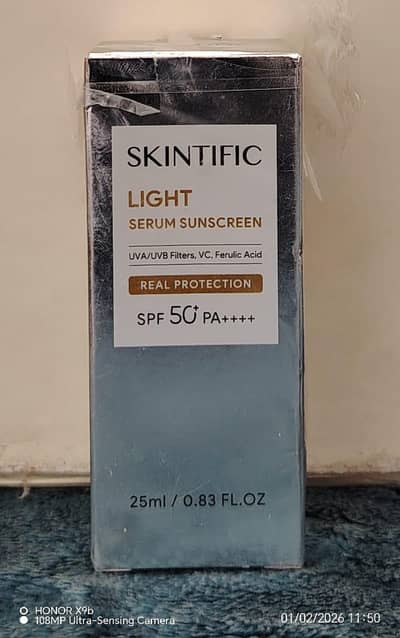 SKINTIFIC
LIGHT
SERUM SUNSCREEN
UVA/UVB Filters, VC, Ferulic Acid
REAL PROTECTION
SPF 50+ PA++++
25ml / 0.83 FL.OZ
HONOR X9b
108MP Ultra-Sensing Camera
01/02/2026 11:50